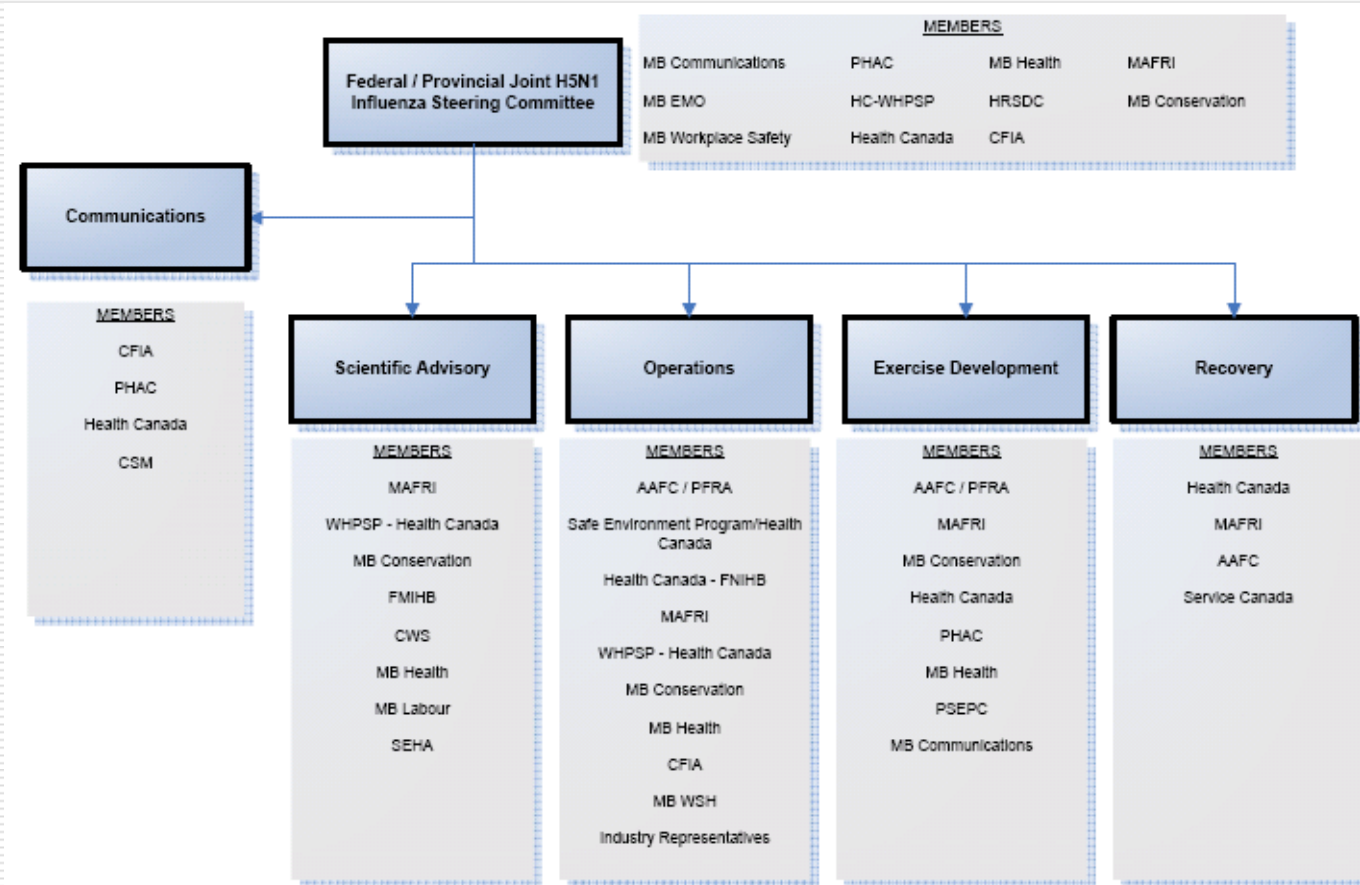 Federal / Provincial Joint H5N1
Influenza Steering Committee
MEMBERS
MB Communications PHAC MB Health MAFRI
MB EMO HC-WHPSP HRSDC MB Conservation
MB Workplace Safety Health Canada CFIA
Communications
MEMBERS
CFIA
PHAC
Health Canada
CSM
Scientific Advisory
MEMBERS
MAFRI
WHPSP - Health Canada
MB Conservation
FMIHB
CWS
MB Health
MB Labour
SEHA
Operations
MEMBERS
AAFC / PFRA
Safe Environment Program/Health
Canada
Health Canada - FNIHB
MAFRI
WHPSP - Health Canada
MB Conservation
MB Health
CFIA
MB WSH
Industry Representatives
Exercise Development
MEMBERS
AAFC / PFRA
MAFRI
MB Conservation
Health Canada
PHAC
MB Health
PSEPC
MB Communications
Recovery
MEMBERS
Health Canada
MAFRI
AAFC
Service Canada